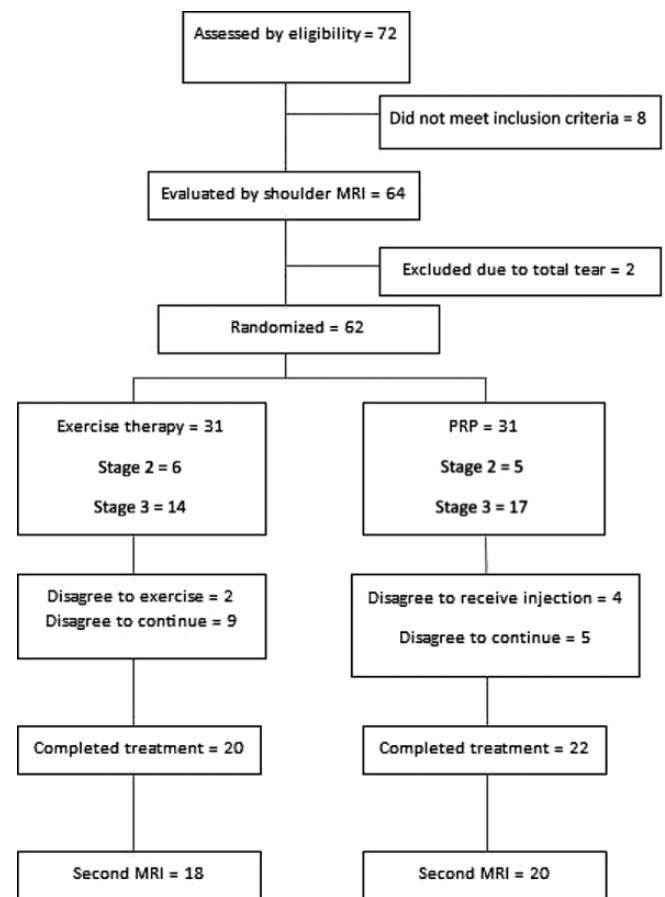 Assessed by eligibility = 72
Did not meet inclusion criteria = 8
Evaluated by shoulder MRI = 64
Excluded due to total tear = 2
Randomized = 62
Exercise therapy = 31
Stage 2 = 6
Stage 3 = 14
PRP = 31
Stage 2 = 5
Stage 3 = 17
Disagree to exercise = 2
Disagree to continue = 9
Disagree to receive injection = 4
Disagree to continue = 5
Completed treatment = 20
Completed treatment = 22
Second MRI = 18
Second MRI = 20